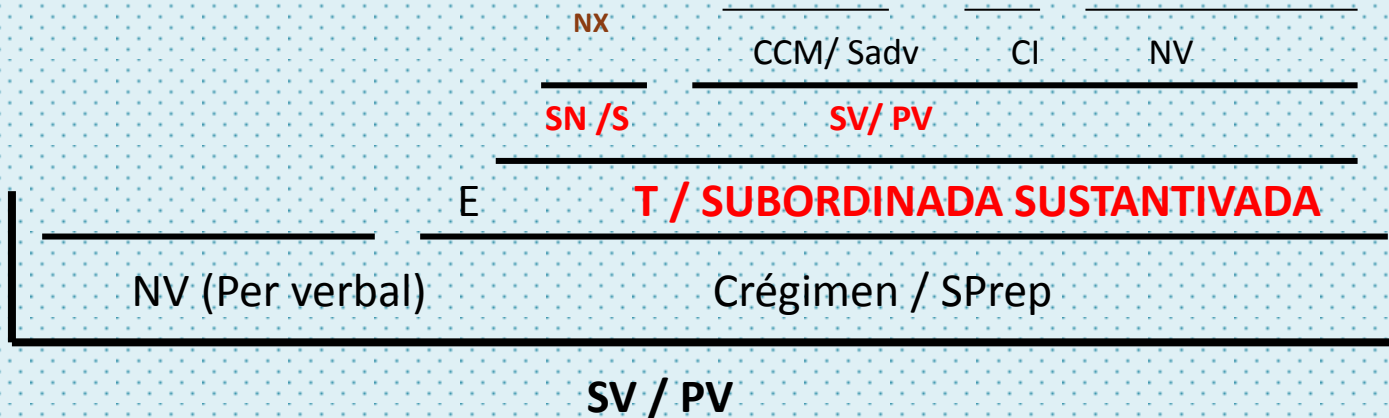 NX
CCM/ Sadv CI NV
SN /S SV/ PV
E T / SUBORDINADA SUSTANTIVADA
NV (Per verbal) Crégimen / SPrep
SV / PV